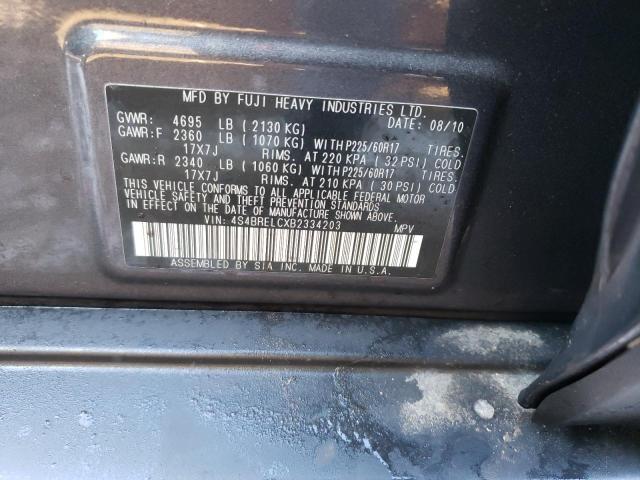 MFD BY FUJI HEAVY INDUSTRIES LTD.
GVWR: 4695 LB (2130 KG) DATE: 08/10
GAWR:F 2360 LB (1070 KG) WITH P225/60R17 TIRES.
17X7J RIMS. AT 220 KPA (32 PSI) COLD
GAWR:R 2340 LB (1060 KG) WITH P225/60R17 TIRES.
17X7J RIMS. AT 210 KPA (30 PSI) COLD
THIS VEHICLE CONFORMS TO ALL APPLICABLE FEDERAL MOTOR
VEHICLE SAFETY AND THEFT PREVENTION STANDARDS
IN EFFECT ON THE DATE OF MANUFACTURE SHOWN ABOVE.
VIN: 4S4BRELCXB2334203 MPV
ASSEMBLED BY SIA INC. MADE IN U.S.A.